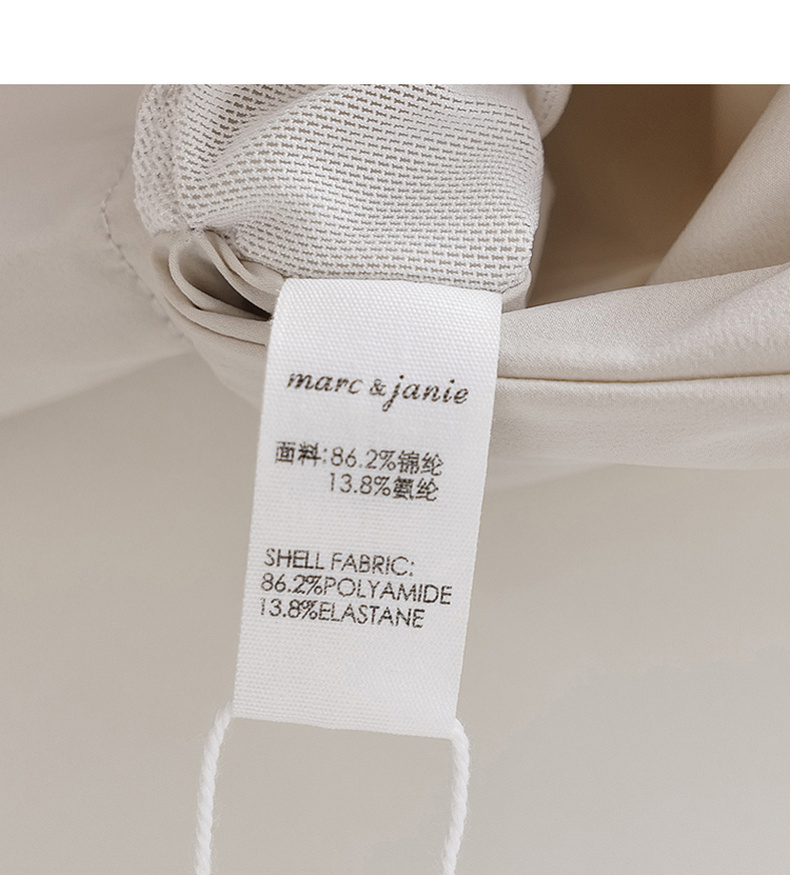 marc & janie
面料:86.2%锦纶
13.8%氨纶
SHELL FABRIC:
86.2%POLYAMIDE
13.8%ELASTANE